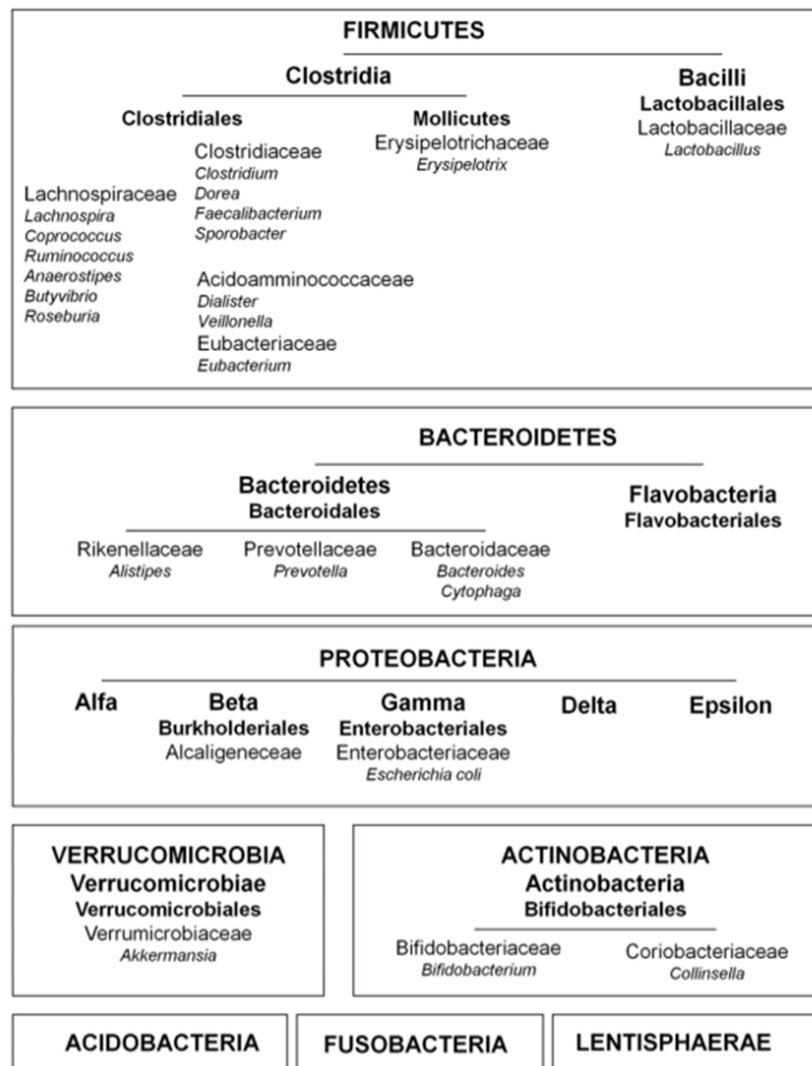 FIRMICUTES
Clostridia
Bacilli
Lactobacillales
Lactobacillaceae
Lactobacillus
Clostridiales
Mollicutes
Erysipelotrichaceae
Erysipelotrix
Clostridiaceae
Clostridium
Dorea
Faecalibacterium
Sporobacter
Lachnospiraceae
Lachnospira
Coprococcus
Ruminococcus
Anaerostipes
Butyvibrio
Roseburia
Acidoamminococcaceae
Dialister
Veillonella
Eubacteriaceae
Eubacterium
BACTEROIDETES
Bacteroidetes
Bacteroidales
Flavobacteria
Flavobacteriales
Rikenellaceae
Alistipes
Prevotellaceae
Prevotella
Bacteroidaceae
Bacteroides
Cytophaga
PROTEOBACTERIA
Alfa
Beta
Burkholderiales
Alcaligeneceae
Gamma
Enterobacteriales
Enterobacteriaceae
Escherichia coli
Delta
Epsilon
VERRUCOMICROBIA
Verrucomicrobiae
Verrucomicrobiales
Verrumicrobiaceae
Akkermansia
ACTINOBACTERIA
Actinobacteria
Bifidobacteriales
Bifidobacteriaceae
Bifidobacterium
Coriobacteriaceae
Collinsella
ACIDOBACTERIA
FUSOBACTERIA
LENTISPHAERAE